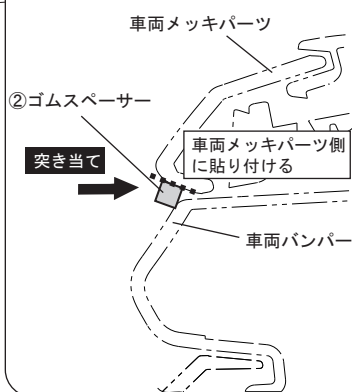 車両メッキパーツ
②ゴムスペーサー
突き当て
車両メッキパーツ側
に貼り付ける
車両バンパー